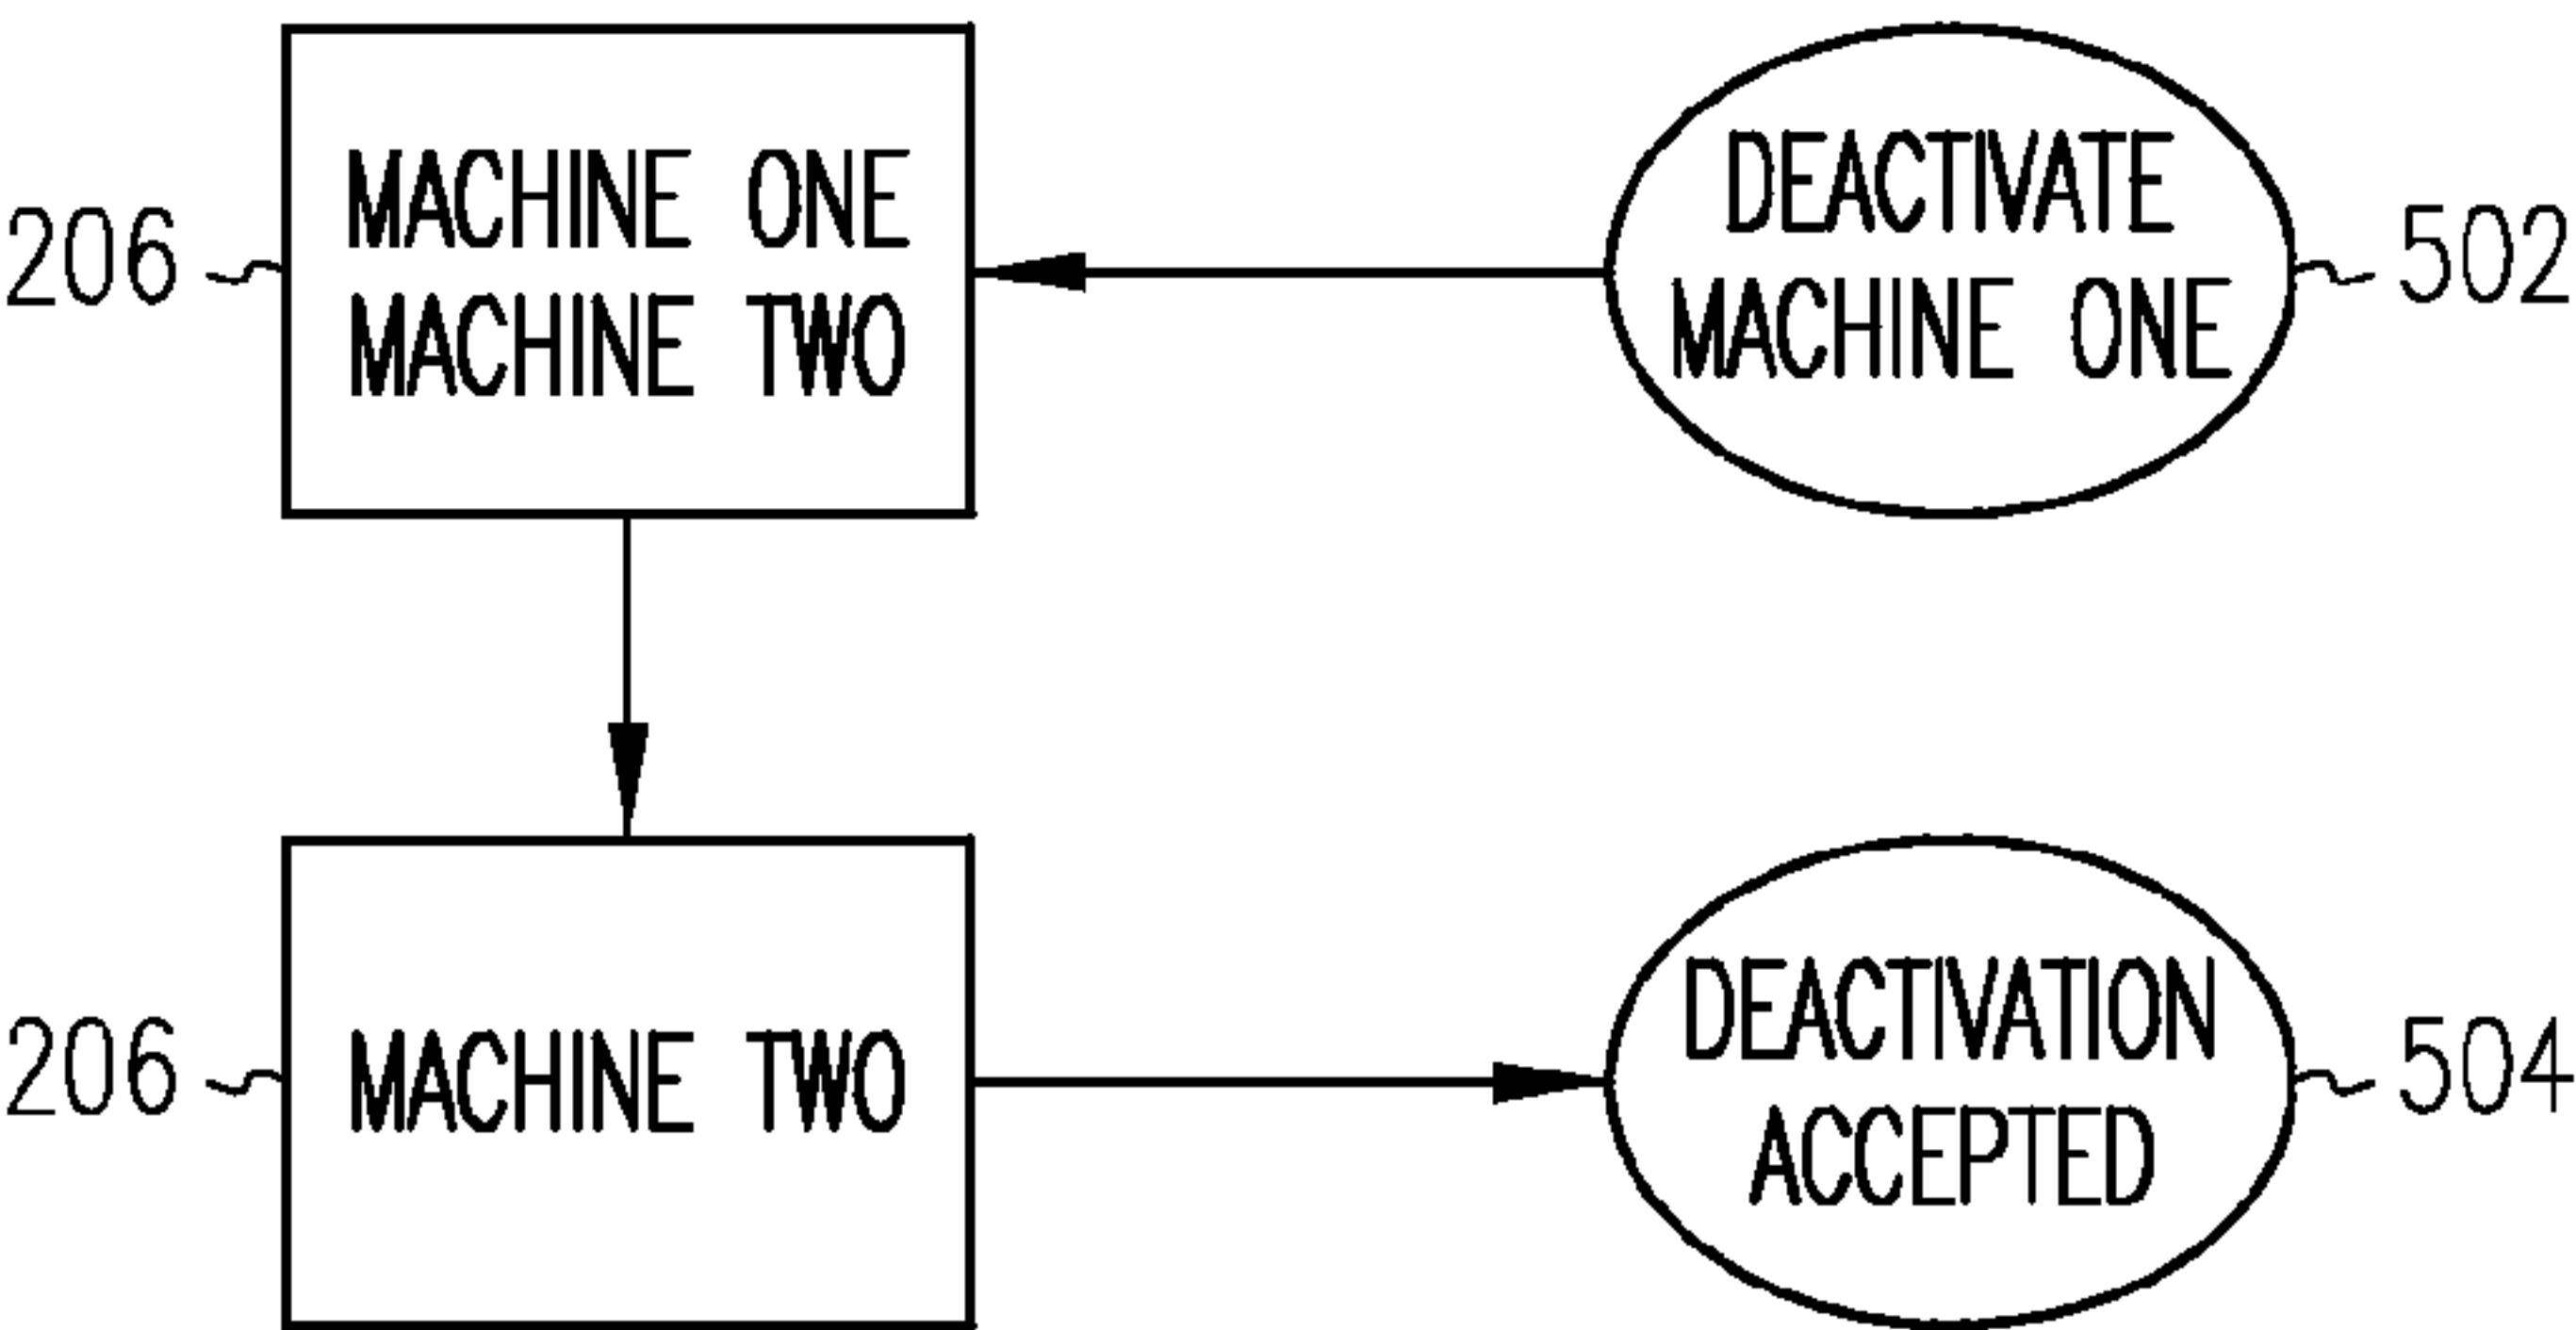 206
MACHINE ONE
MACHINE TWO
DEACTIVATE
MACHINE ONE
502
206
MACHINE TWO
DEACTIVATION
ACCEPTED
504